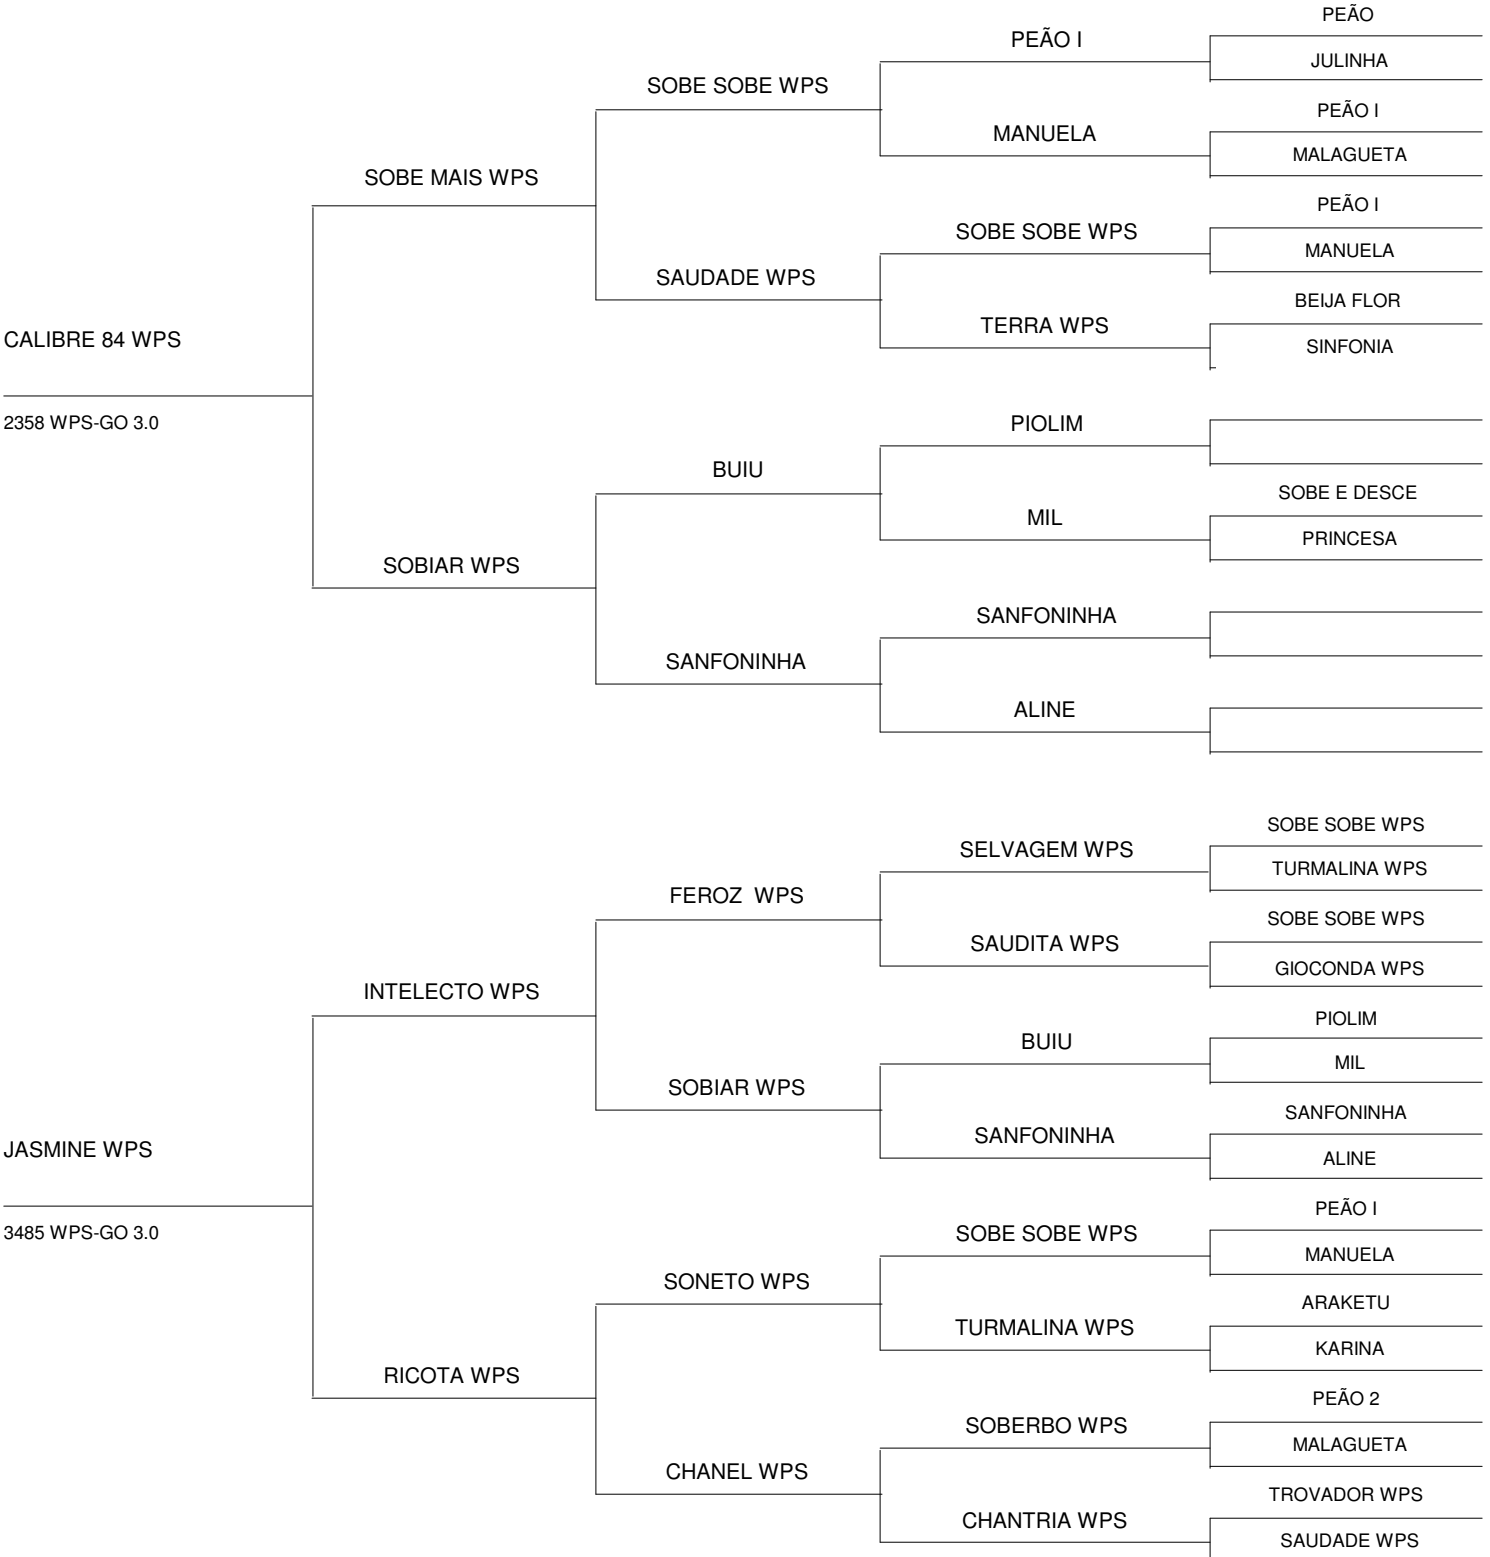 PEÃO
PEÃO I
JULINHA
SOBE SOBE WPS
PEÃO I
MANUELA
MALAGUETA
SOBE MAIS WPS
PEÃO I
SOBE SOBE WPS
MANUELA
SAUDADE WPS
BEIJA FLOR
TERRA WPS
SINFONIA
CALIBRE 84 WPS
2358 WPS-GO 3.0
PIOLIM
BUIU
SOBE E DESCE
MIL
PRINCESA
SOBIAR WPS
SANFONINHA
SANFONINHA
ALINE
SOBE SOBE WPS
SELVAGEM WPS
TURMALINA WPS
FEROZ  WPS
SOBE SOBE WPS
SAUDITA WPS
GIOCONDA WPS
INTELECTO WPS
PIOLIM
BUIU
MIL
SOBIAR WPS
SANFONINHA
SANFONINHA
ALINE
JASMINE WPS
3485 WPS-GO 3.0
PEÃO I
SOBE SOBE WPS
MANUELA
SONETO WPS
ARAKETU
TURMALINA WPS
KARINA
RICOTA WPS
PEÃO 2
SOBERBO WPS
MALAGUETA
CHANEL WPS
TROVADOR WPS
CHANTRIA WPS
SAUDADE WPS